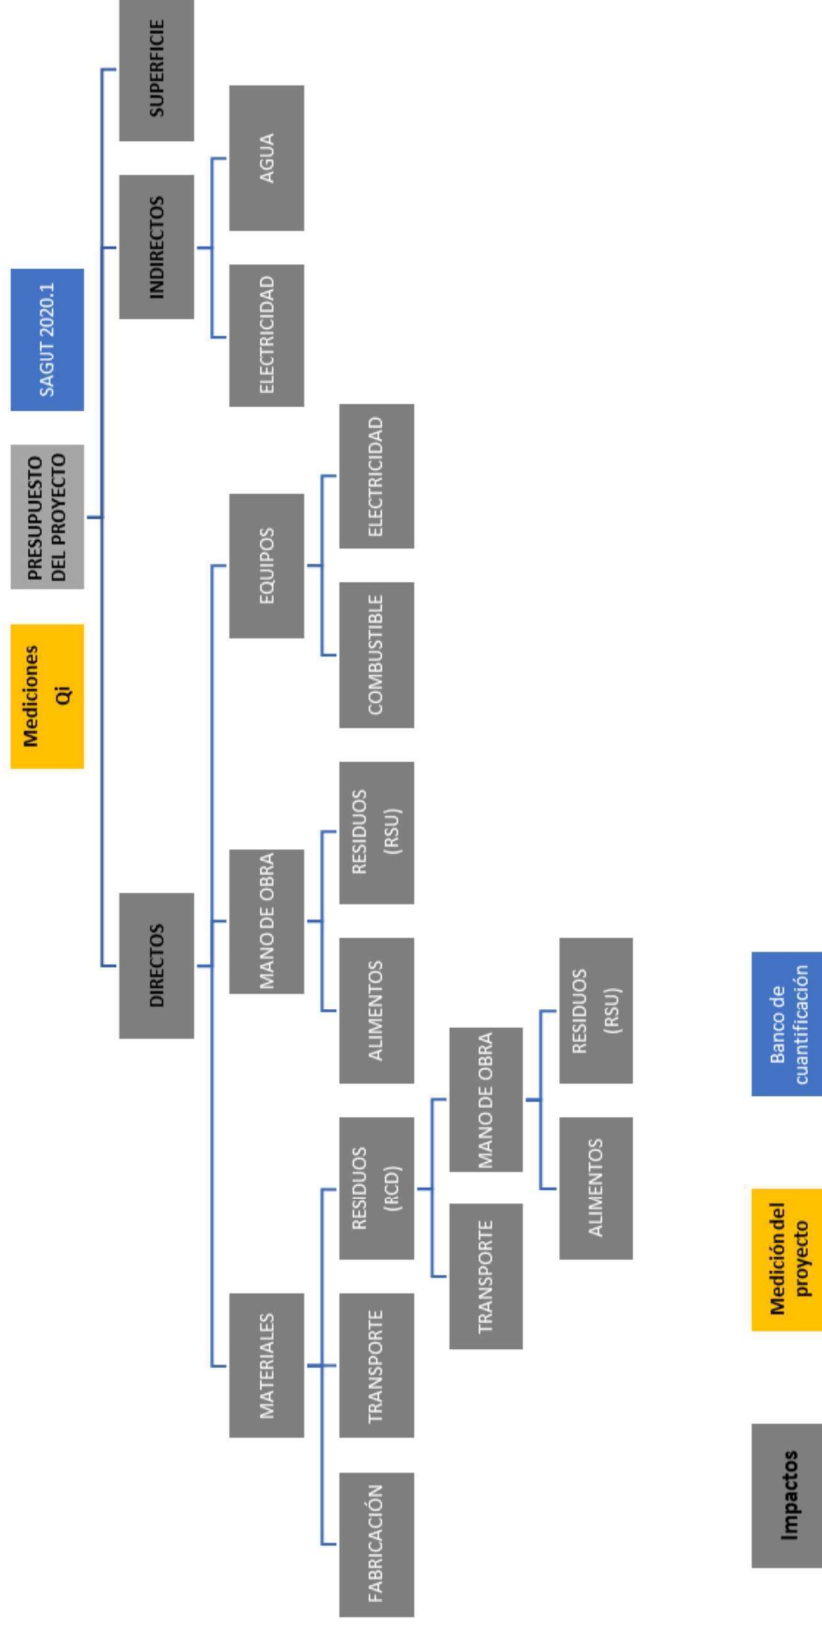 Mediciones
Qi
PRESUPUESTO
DEL PROYECTO
SAGUT 2020.1
DIRECTOS
INDIRECTOS
SUPERFICIE
MATERIALES
MANO DE OBRA
EQUIPOS
ELECTRICIDAD
AGUA
FABRICACIÓN
TRANSPORTE
RESIDUOS
(RCD)
ALIMENTOS
RESIDUOS
(RSU)
COMBUSTIBLE
ELECTRICIDAD
TRANSPORTE
MANO DE OBRA
ALIMENTOS
RESIDUOS
(RSU)
Impactos
Medición del
proyecto
Banco de
cuantificación